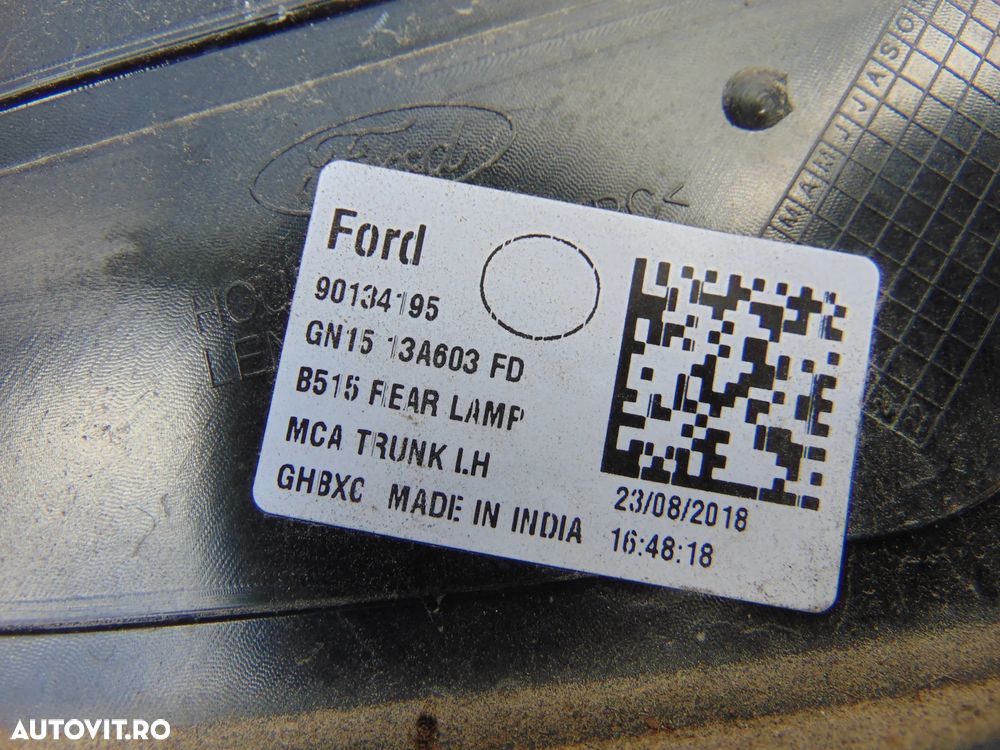 J A S O
M A M J
Ford
Ford
90134195
GN15 13A603 FD
B515 REAR LAMP
MCA TRUNK LH
GHBXC MADE IN INDIA
23/08/2018
16:48:18
AUTOVIT.RO